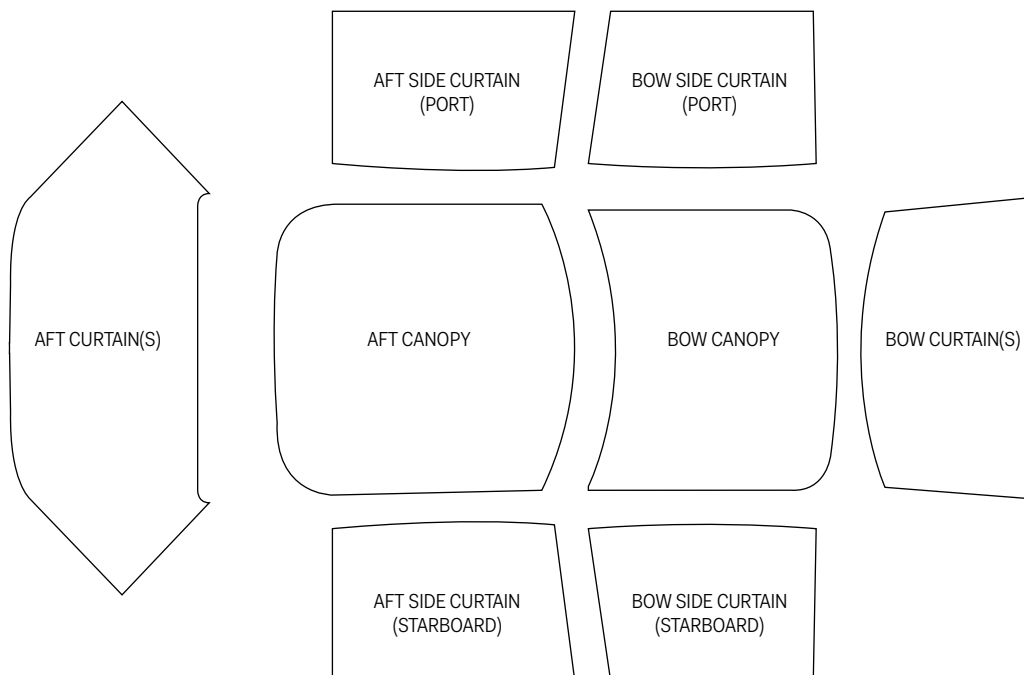 AFT SIDE CURTAIN
(PORT)
BOW SIDE CURTAIN
(PORT)
AFT CURTAIN(S)
AFT CANOPY
BOW CANOPY
BOW CURTAIN(S)
AFT SIDE CURTAIN
(STARBOARD)
BOW SIDE CURTAIN
(STARBOARD)